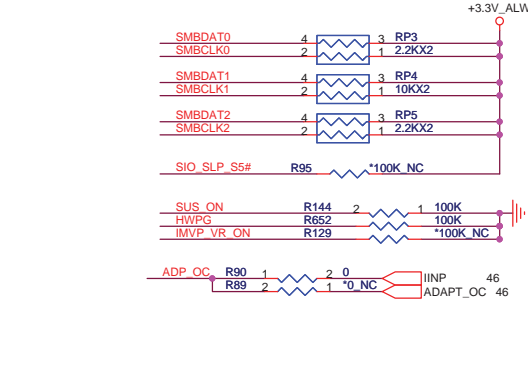 +3.3V_ALW
SMBDAT0 4 3 RP3
SMBCLK0 2 1 2.2KX2
SMBDAT1 4 3 RP4
SMBCLK1 2 1 10KX2
SMBDAT2 4 3 RP5
SMBCLK2 2 1 2.2KX2
SIO_SLP_S5# R95 *100K_NC
SUS_ON R144 2 1 100K
HWPG R652 100K
IMVP_VR_ON R129 *100K_NC
ADP_OC R90 1 2 0 IINP 46
R89 2 1 *0_NC ADAPT_OC 46